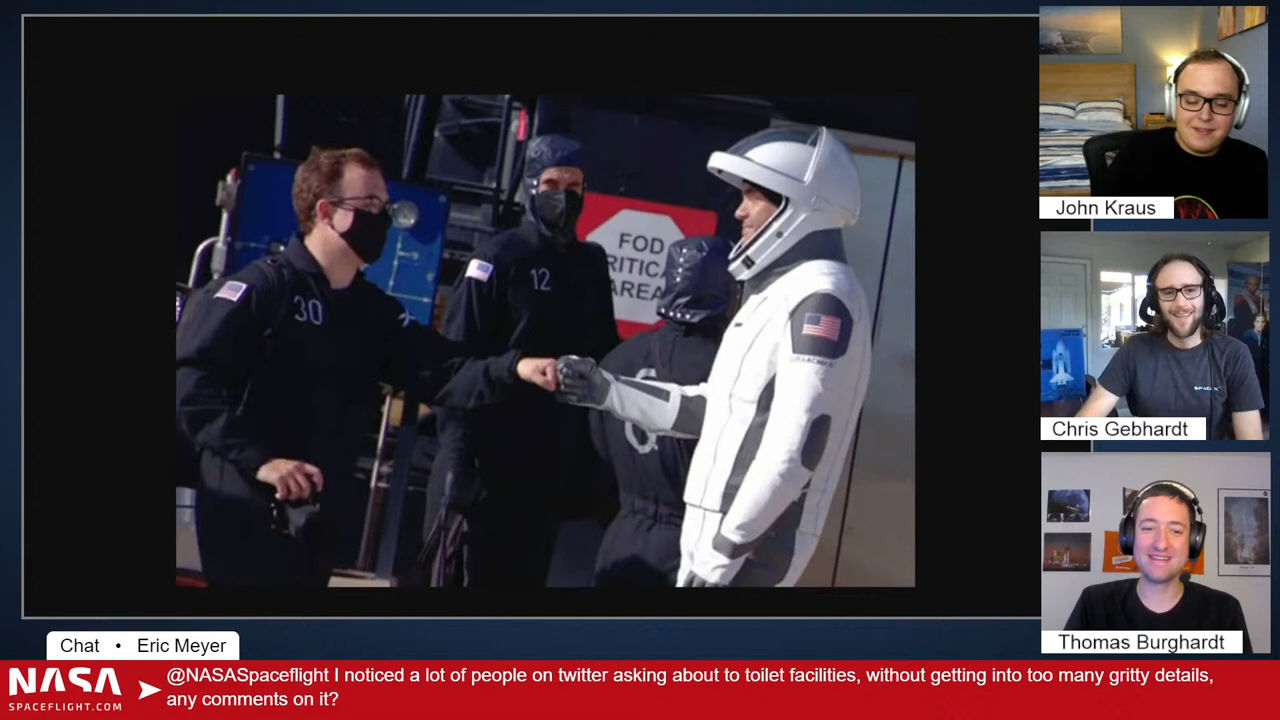 30
12
FOD
CRITICAL
AREA
John Kraus
Chris Gebhardt
Thomas Burghardt
Chat • Eric Meyer
NASA
SPACEFLIGHT.COM
@NASASpaceflight I noticed a lot of people on twitter asking about to toilet facilities, without getting into too many gritty details,
any comments on it?